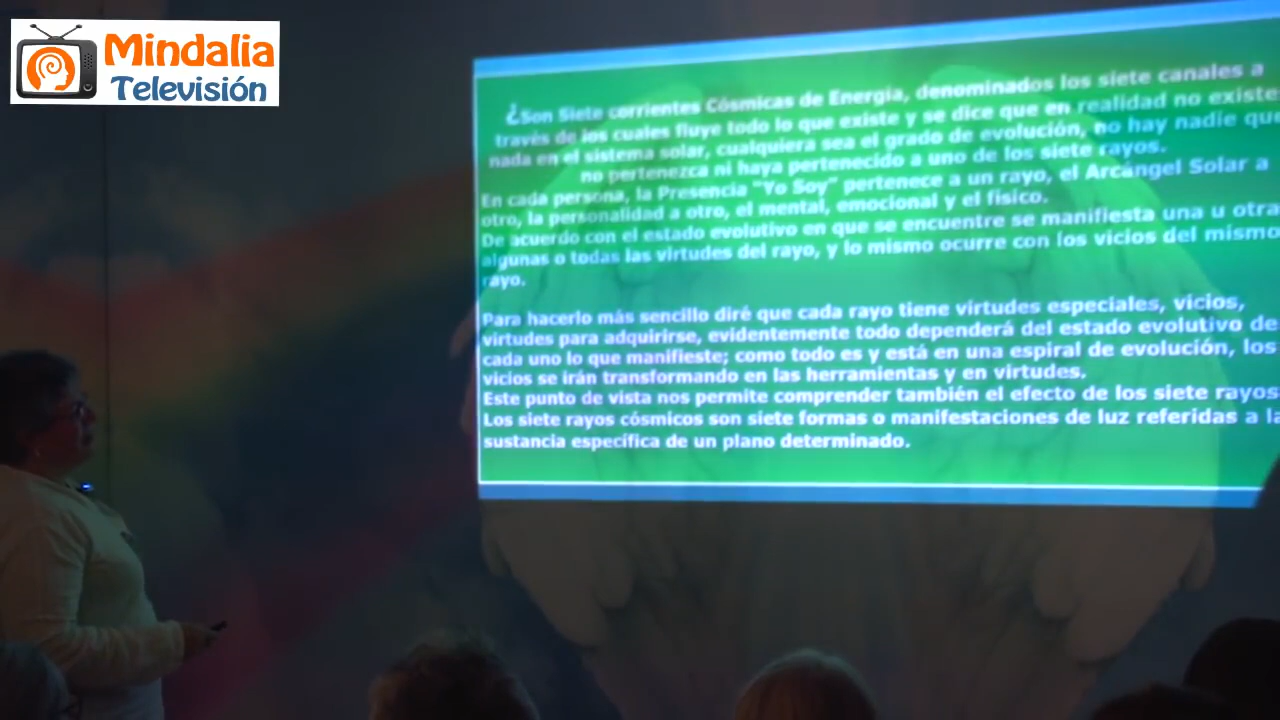 Mindalia
Televisión
¿Son Siete corrientes Cósmicas de Energía, denominados los siete canales a
través de los cuales fluye todo lo que existe y se dice que en realidad no existe
nada en el sistema solar, cualquiera sea el grado de evolución, no hay nadie que
no pertenezca ni haya pertenecido a uno de los siete rayos.
En cada persona, la Presencia "Yo Soy" pertenece a un rayo, el Arcángel Solar a
otro, la personalidad a otro, el mental, emocional y el físico.
De acuerdo con el estado evolutivo en que se encuentre se manifiesta una u otra
algunas o todas las virtudes del rayo, y lo mismo ocurre con los vicios del mismo
rayo.
Para hacerlo más sencillo diré que cada rayo tiene virtudes especiales, vicios,
virtudes para adquirirse, evidentemente todo dependerá del estado evolutivo de
cada uno lo que manifieste; como todo es y está en una espiral de evolución, los
vicios se irán transformando en las herramientas y en virtudes.
Este punto de vista nos permite comprender también el efecto de los siete rayos
Los siete rayos cósmicos son siete formas o manifestaciones de luz referidas a la
sustancia específica de un plano determinado.